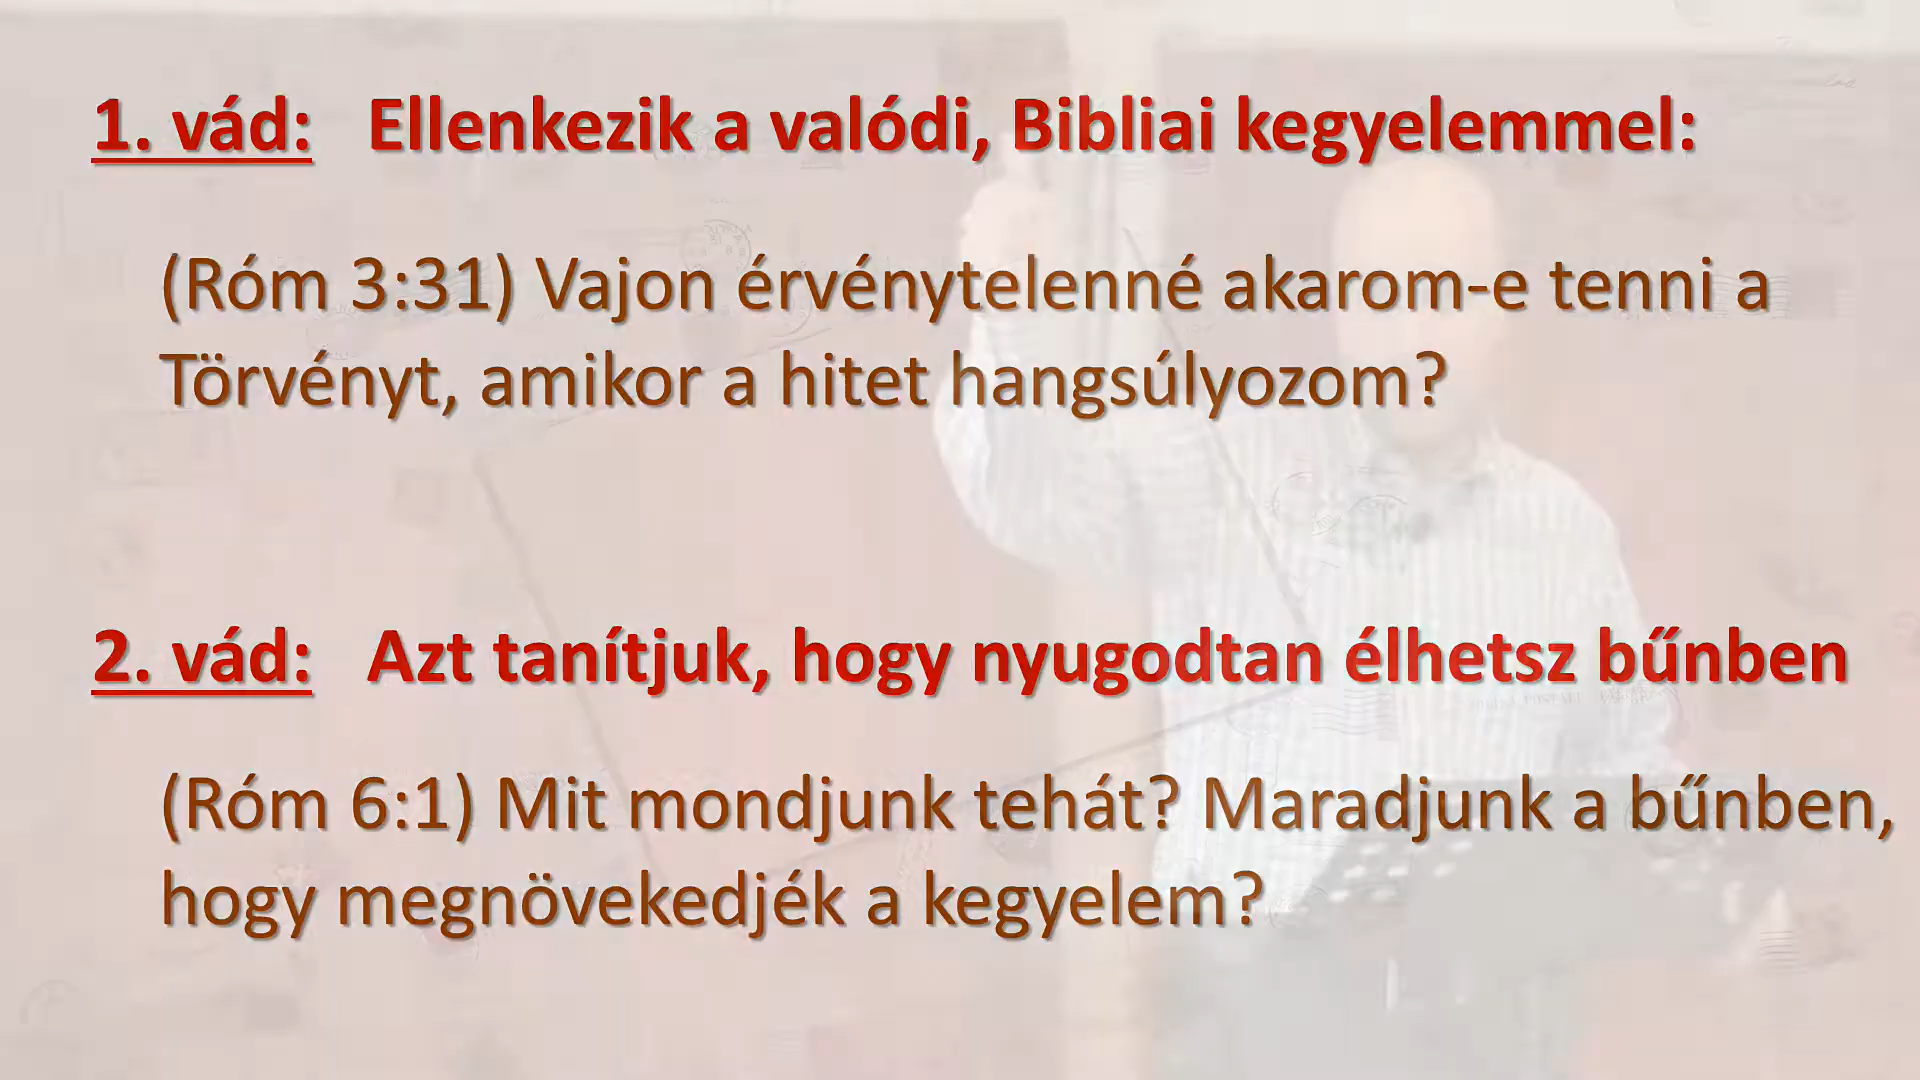 1. vád: Ellenkezik a valódi, Bibliai kegyelemmel:
(Róm 3:31) Vajon érvénytelenné akarom-e tenni a
Törvényt, amikor a hitet hangsúlyozom?
2. vád: Azt tanítjuk, hogy nyugodtan élhetsz bűnben
(Róm 6:1) Mit mondjunk tehát? Maradjunk a bűnben,
hogy megnövekedjék a kegyelem?